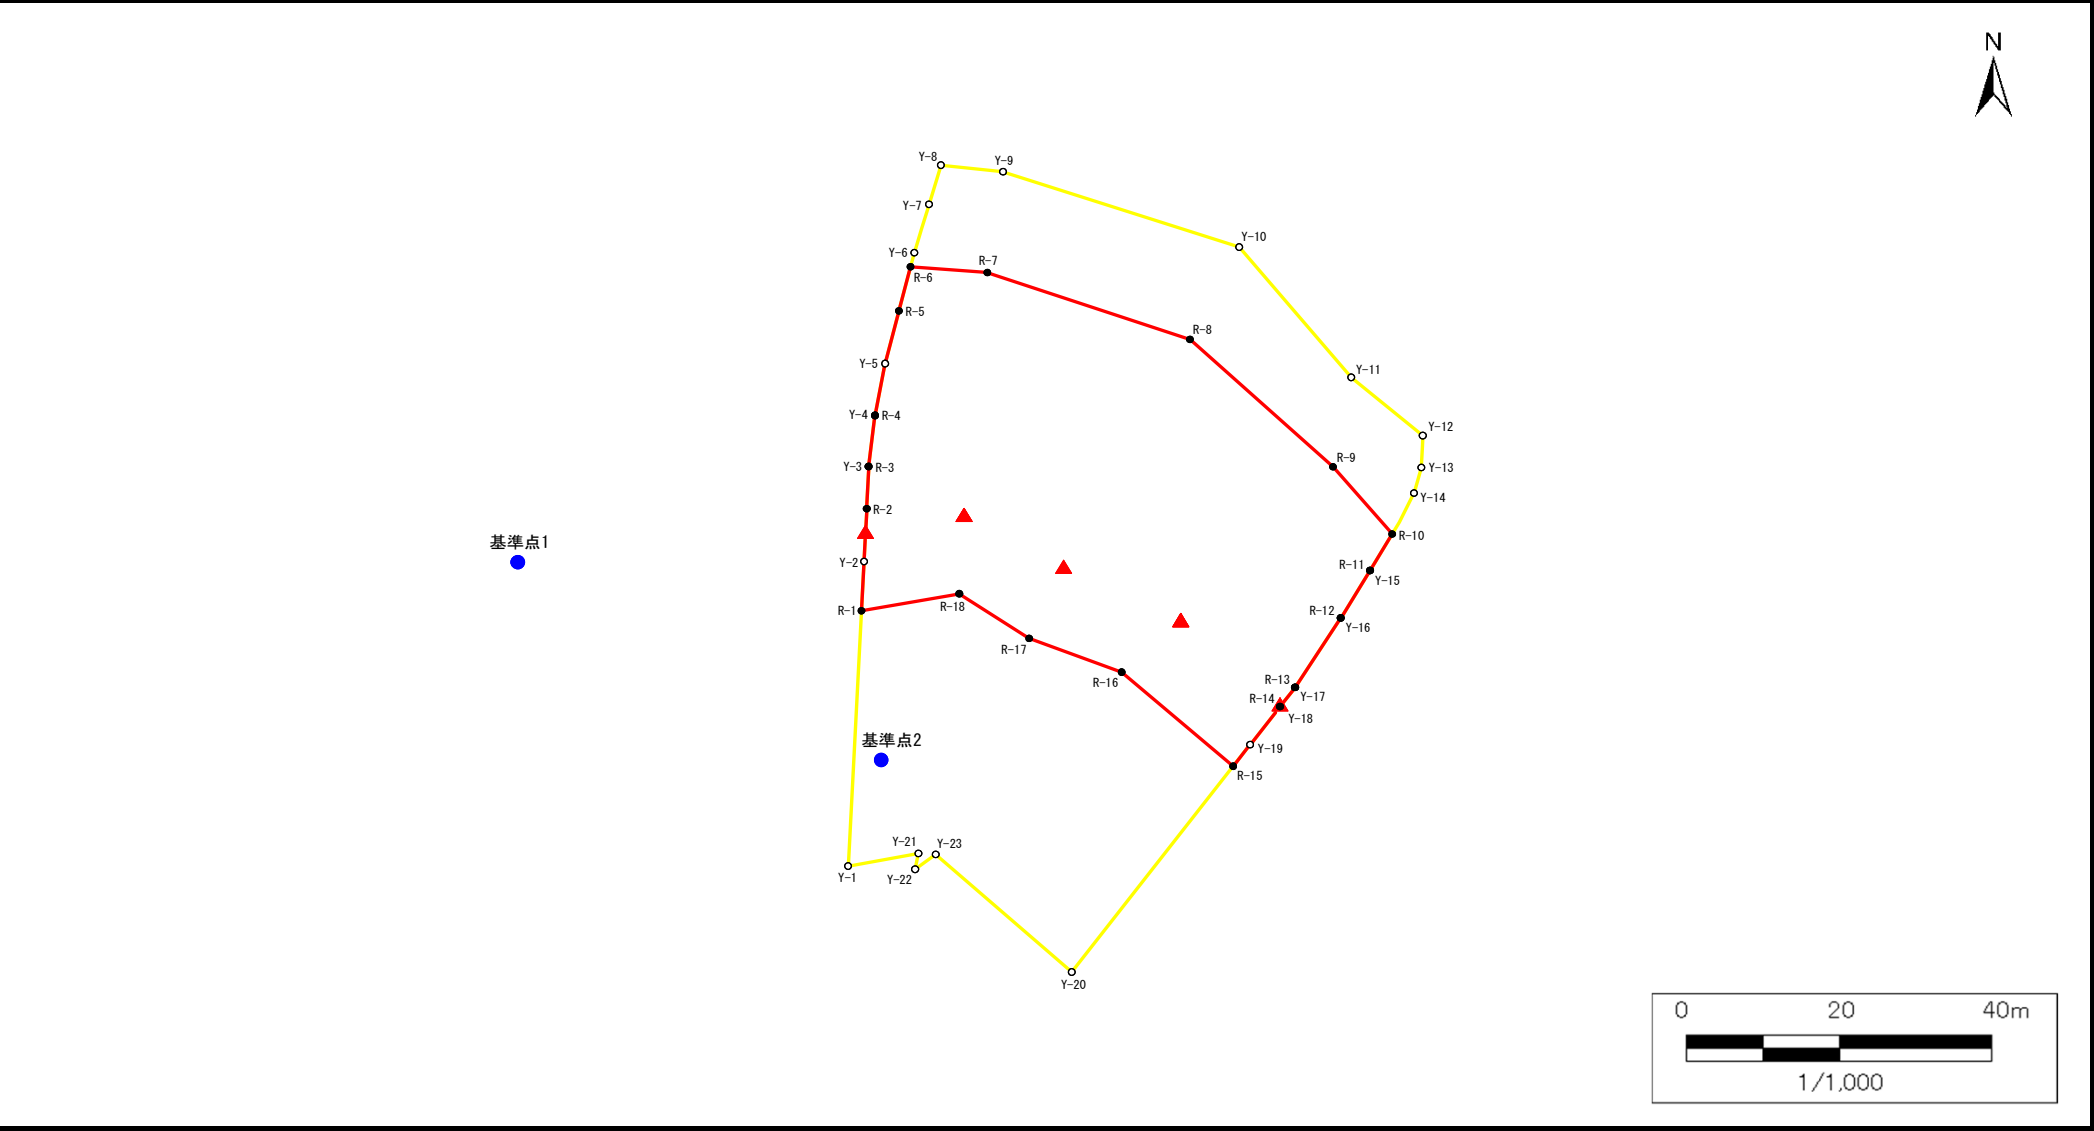 N
Y-8
Y-9
Y-7
Y-10
Y-6
R-7
R-6
R-5
R-8
Y-5
Y-11
Y-4
R-4
Y-12
Y-3
R-3
R-9
Y-13
Y-14
R-2
R-10
基準点1
Y-2
R-11
Y-15
R-1
R-18
R-12
Y-16
R-17
R-16
R-13
Y-17
R-14
Y-18
基準点2
Y-19
R-15
Y-21
Y-23
Y-1
Y-22
Y-20
0 20 40m
1/1,000